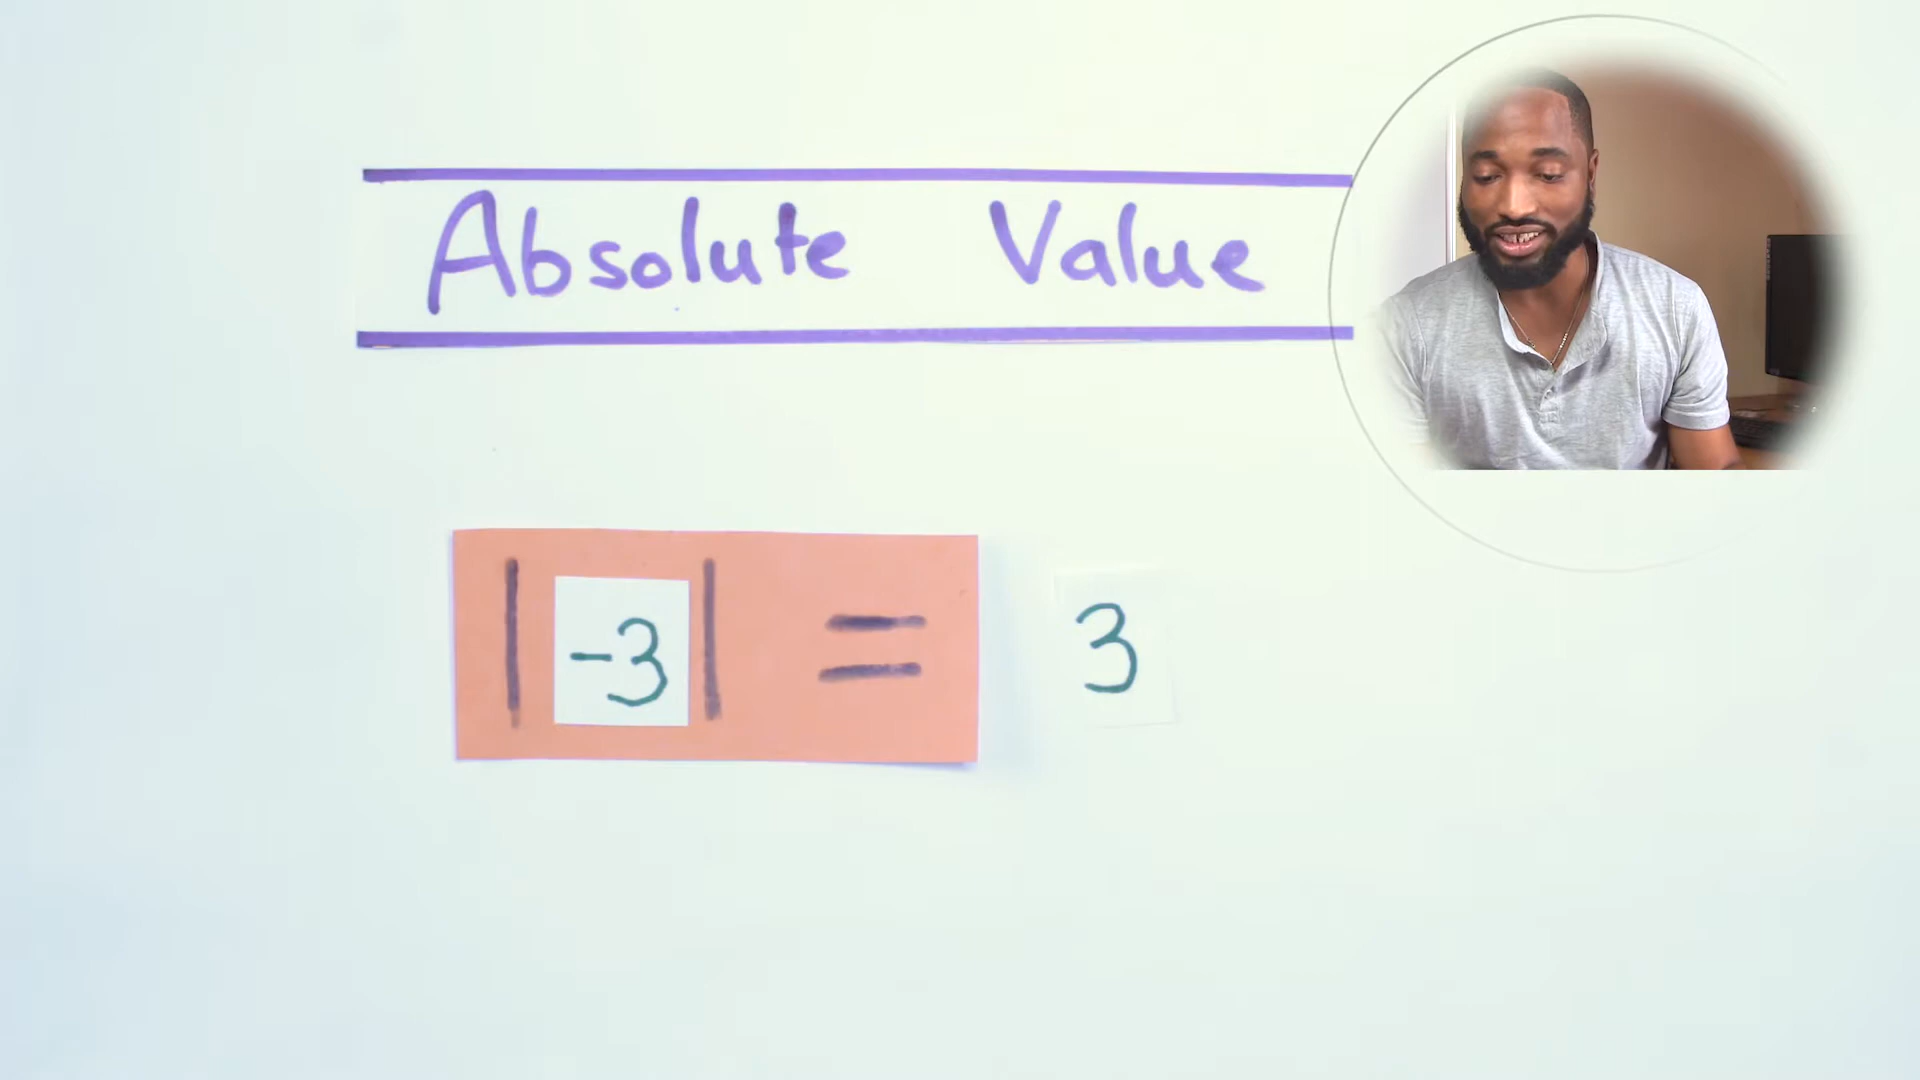 Absolute Value
|-3| = 3